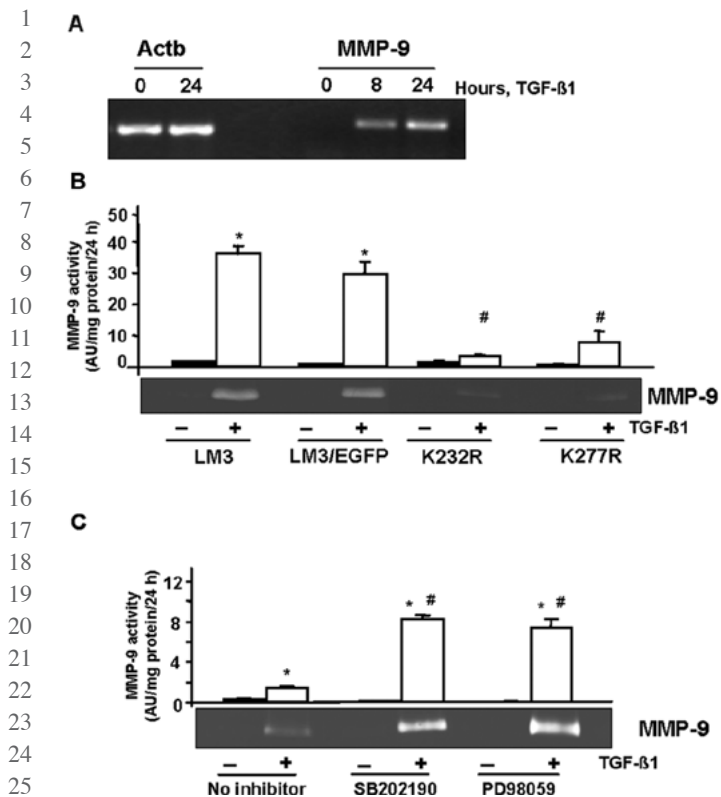 1
2
3
4
5
6
7
8
9
10
11
12
13
14
15
16
17
18
19
20
21
22
23
24
25
A
Actb MMP-9
0 24 0 8 24 Hours, TGF-ß1
B
MMP-9 activity
(AU/mg protein/24 h)
50
40
30
20
10
0
* * # #
MMP-9
– + – + – + – + TGF-ß1
LM3 LM3/EGFP K232R K277R
C
MMP-9 activity
(AU/mg protein/24 h)
12
8
4
0
* * # * #
MMP-9
– + – + – + TGF-ß1
No inhibitor SB202190 PD98059